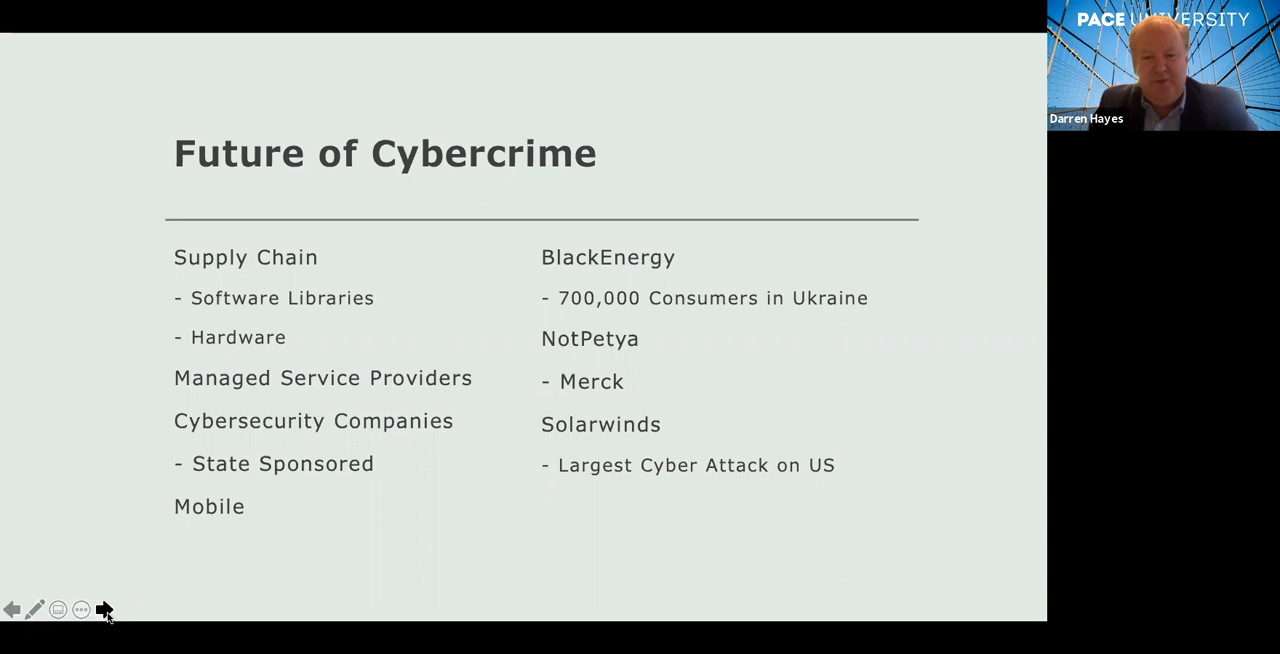 Future of Cybercrime
Supply Chain
- Software Libraries
- Hardware
Managed Service Providers
Cybersecurity Companies
- State Sponsored
Mobile
BlackEnergy
- 700,000 Consumers in Ukraine
NotPetya
- Merck
Solarwinds
- Largest Cyber Attack on US
PACE UNIVERSITY
Darren Hayes